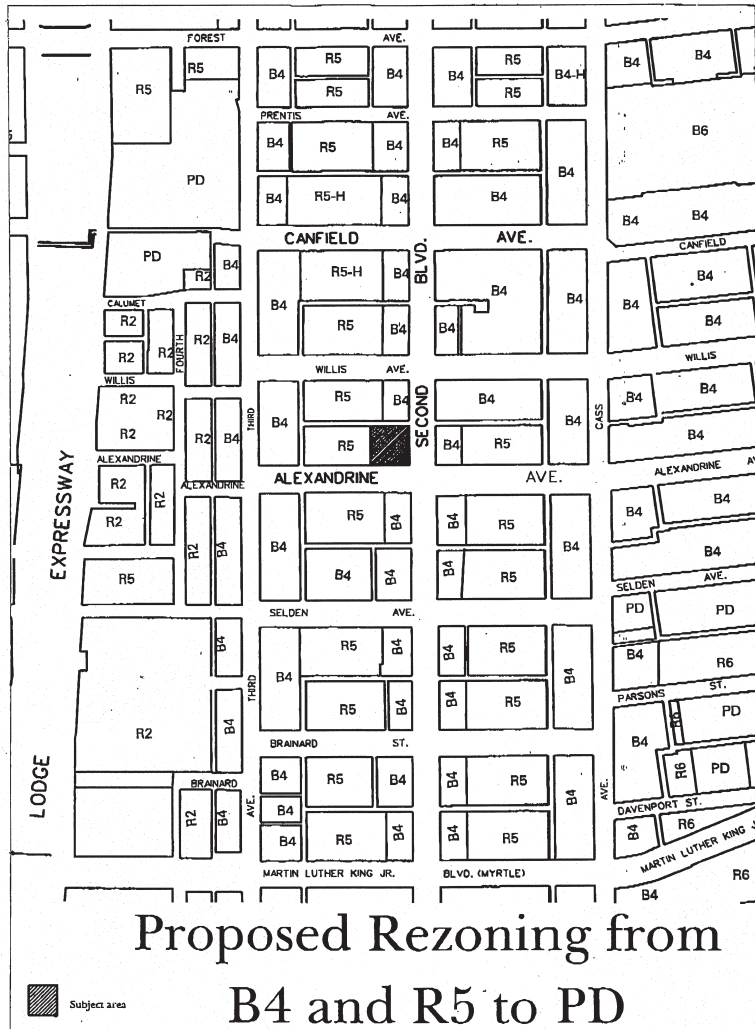 FOREST AVE.
R5 B4 R5 B4 B4 R5 B4-H B4 B4
R5 R5 R5
PRENTIS AVE.
B4 R5 B4 B4 R5 B4 B6
PD B4 R5-H B4 B4 B4 B4
CANFIELD BLVD. AVE.
CANFIELD
PD R2 B4 B4 R5-H B4 B4 B4 B4 B4
CALUMET
R2 R2 R2 B4 R5 B4 B4 B4
R2 FOURTH
WILLIS WILLIS AVE. WILLIS
R2 R2 R2 R2 B4 THIRD B4 R5 B4 SECOND B4 B4 CASS B4 B4
R5 B4 R5 B4
ALEXANDRINE ALEXANDRINE ALEXANDRINE AVE. ALEXANDRINE
R2 R2 R2 R2 B4 B4 R5 B4 B4 R5 B4 B4 B4
EXPRESSWAY
R5 B4 B4 B4 R5 B4
SELDEN AVE. SELDEN AVE.
PD PD
B4 B4 R5 B4 B4 R5 B4 B4 R6
THIRD
PARSONS ST.
R2 B4 R5 B4 B4 R5 B4 R6 PD
BRAINARD ST.
LODGE
BRAINARD AVE. B4 R5 B4 B4 R5 B4 AVE. R6 PD
R2 B4 B4
DAVENPORT ST.
B4 R5 B4 B4 R5 B4 R6
MARTIN LUTHER KING JR. BLVD. (MYRTLE) MARTIN LUTHER KING
B4 R6
Proposed Rezoning from
B4 and R5 to PD
Subject area